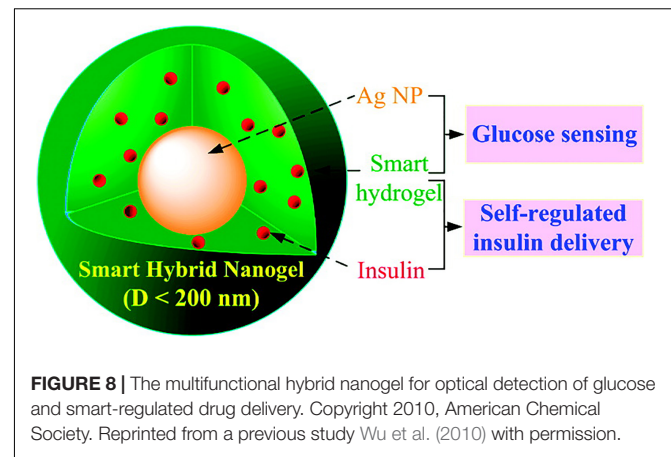 Ag NP
Glucose sensing
Smart
hydrogel
Self-regulated
insulin delivery
Insulin
Smart Hybrid Nanogel
(D < 200 nm)
FIGURE 8 | The multifunctional hybrid nanogel for optical detection of glucose
and smart-regulated drug delivery. Copyright 2010, American Chemical
Society. Reprinted from a previous study Wu et al. (2010) with permission.